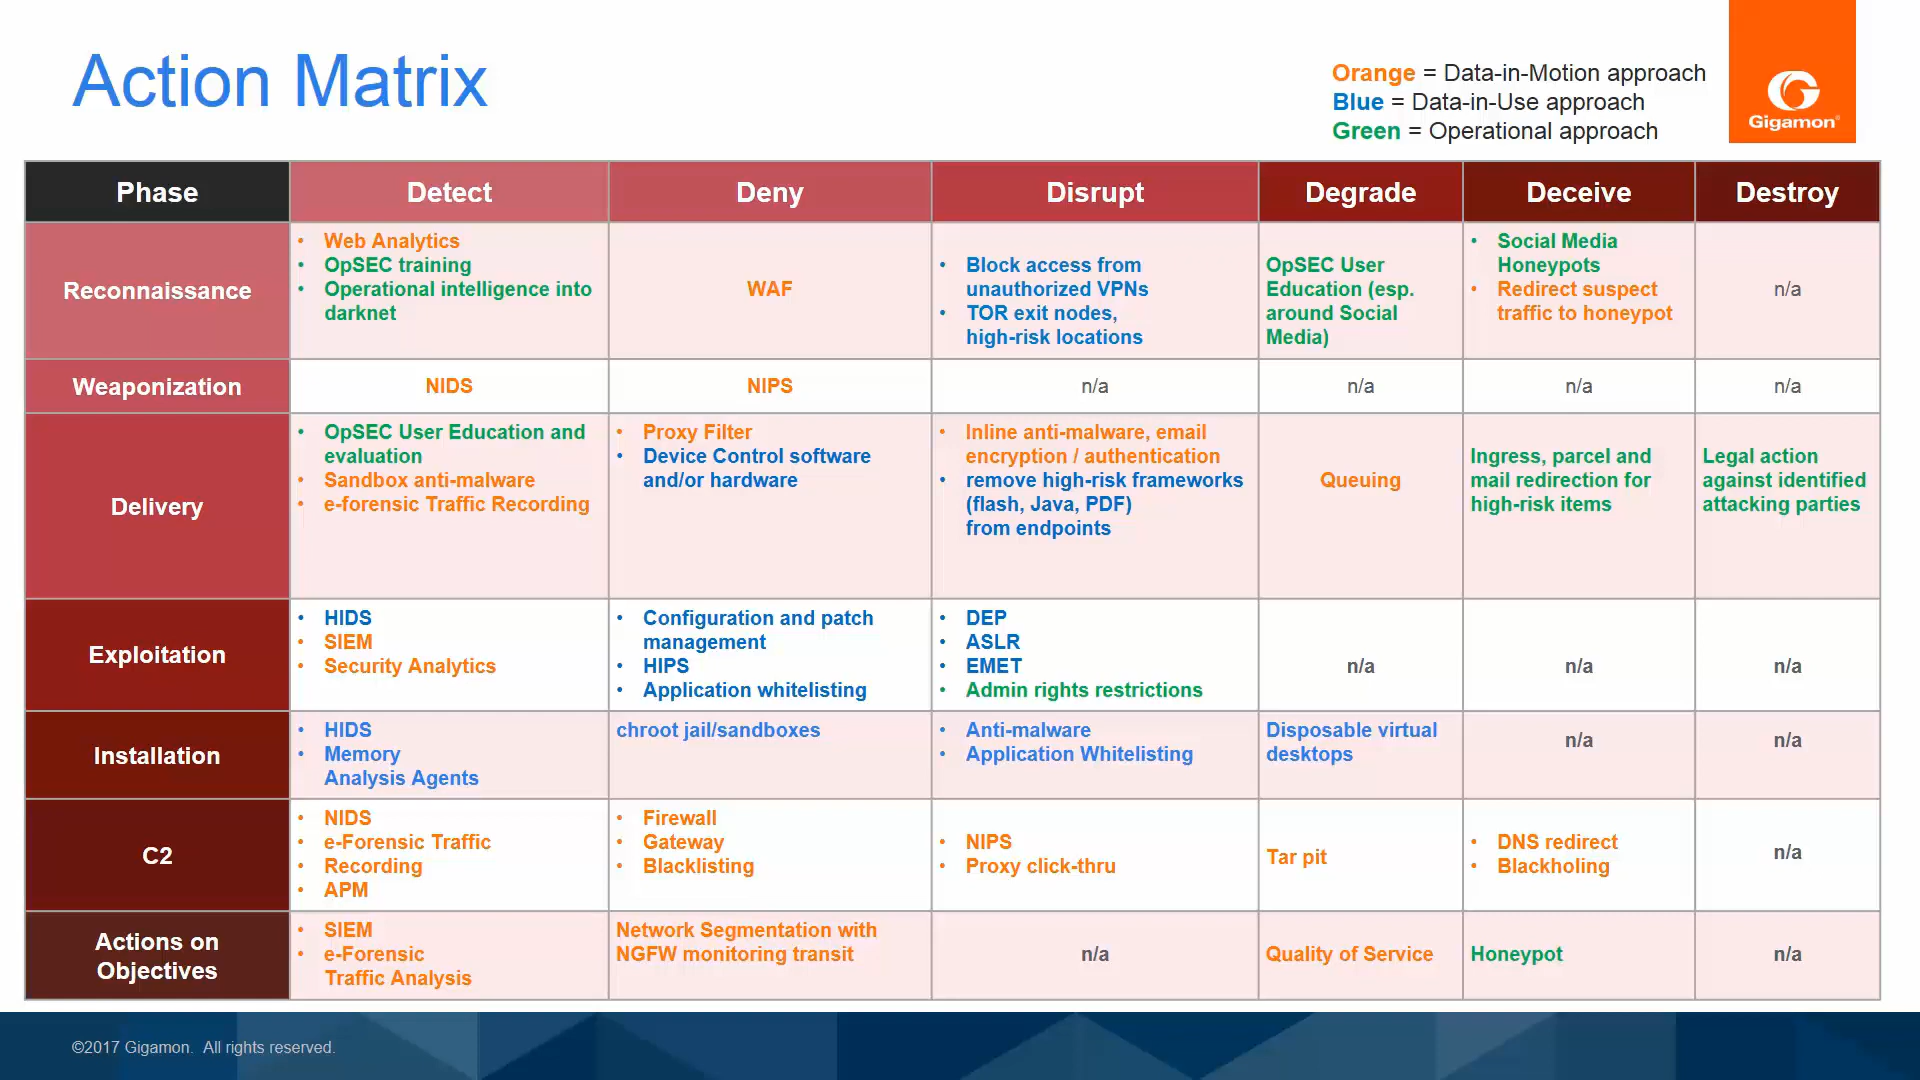 Action Matrix
Orange = Data-in-Motion approach
Blue = Data-in-Use approach
Green = Operational approach
Gigamon®
Phase
Detect
Deny
Disrupt
Degrade
Deceive
Destroy
Reconnaissance
• Web Analytics
• OpSEC training
• Operational intelligence into
darknet
WAF
• Block access from
unauthorized VPNs
• TOR exit nodes,
high-risk locations
OpSEC User
Education (esp.
around Social
Media)
• Social Media
Honeypots
• Redirect suspect
traffic to honeypot
n/a
Weaponization
NIDS
NIPS
n/a
n/a
n/a
n/a
Delivery
• OpSEC User Education and
evaluation
• Sandbox anti-malware
• e-forensic Traffic Recording
• Proxy Filter
• Device Control software
and/or hardware
• Inline anti-malware, email
encryption / authentication
• remove high-risk frameworks
(flash, Java, PDF)
from endpoints
Queuing
Ingress, parcel and
mail redirection for
high-risk items
Legal action
against identified
attacking parties
Exploitation
• HIDS
• SIEM
• Security Analytics
• Configuration and patch
management
• HIPS
• Application whitelisting
• DEP
• ASLR
• EMET
• Admin rights restrictions
n/a
n/a
n/a
Installation
• HIDS
• Memory
Analysis Agents
chroot jail/sandboxes
• Anti-malware
• Application Whitelisting
Disposable virtual
desktops
n/a
n/a
C2
• NIDS
• e-Forensic Traffic
• Recording
• APM
• Firewall
• Gateway
• Blacklisting
• NIPS
• Proxy click-thru
Tar pit
• DNS redirect
• Blackholing
n/a
Actions on
Objectives
• SIEM
• e-Forensic
Traffic Analysis
Network Segmentation with
NGFW monitoring transit
n/a
Quality of Service
Honeypot
n/a
©2017 Gigamon. All rights reserved.